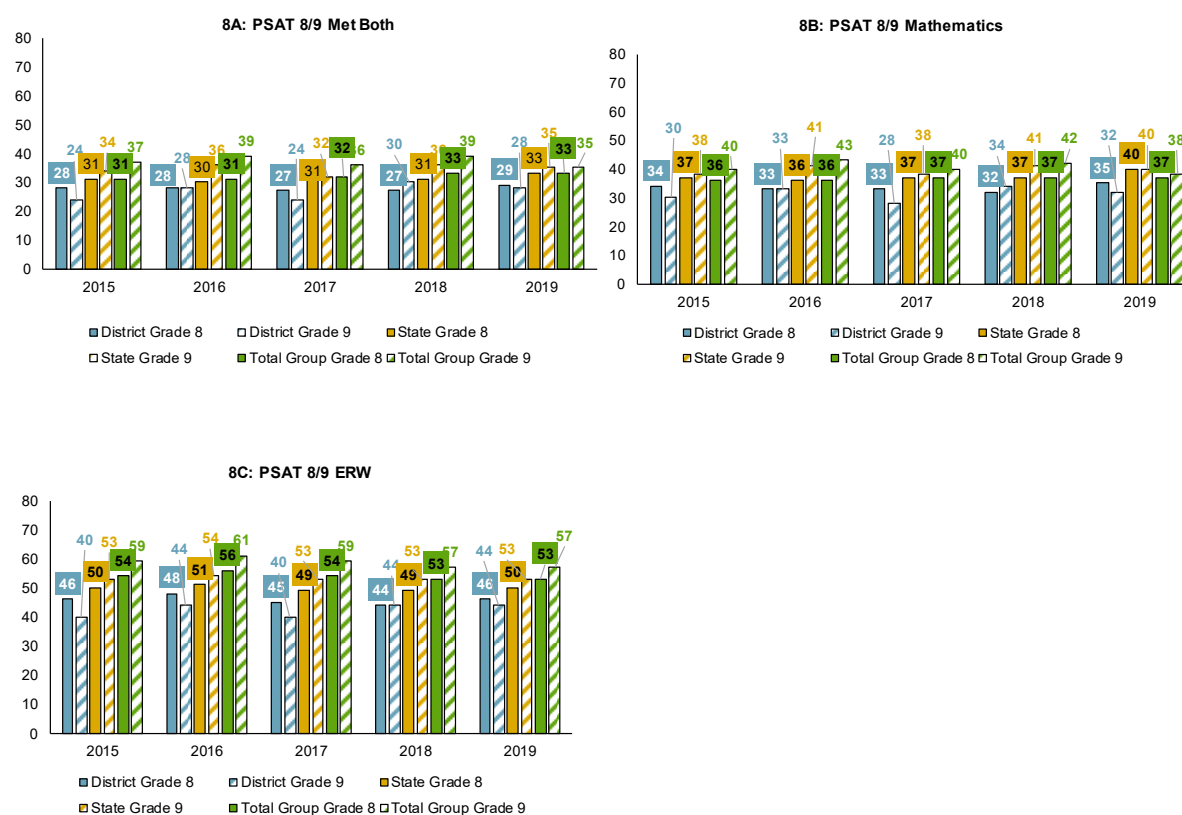 8A: PSAT 8/9 Met Both
80
70
60
50
40
30
20
10
0
28 24 31 34 31 37
28 28 30 36 31 39
27 24 31 32 32 36
27 30 31 36 33 39
29 28 33 35 33 35
2015 2016 2017 2018 2019
District Grade 8 District Grade 9 State Grade 8
State Grade 9 Total Group Grade 8 Total Group Grade 9
8B: PSAT 8/9 Mathematics
80
70
60
50
40
30
20
10
0
34 30 37 38 36 40
33 33 36 41 36 43
33 28 37 38 37 40
32 34 37 41 37 42
35 32 40 40 37 38
2015 2016 2017 2018 2019
District Grade 8 District Grade 9 State Grade 8
State Grade 9 Total Group Grade 8 Total Group Grade 9
8C: PSAT 8/9 ERW
80
70
60
50
40
30
20
10
0
46 40 50 53 54 59
48 44 51 54 56 61
45 40 49 53 54 59
44 44 49 53 53 57
46 44 50 53 53 57
2015 2016 2017 2018 2019
District Grade 8 District Grade 9 State Grade 8
State Grade 9 Total Group Grade 8 Total Group Grade 9